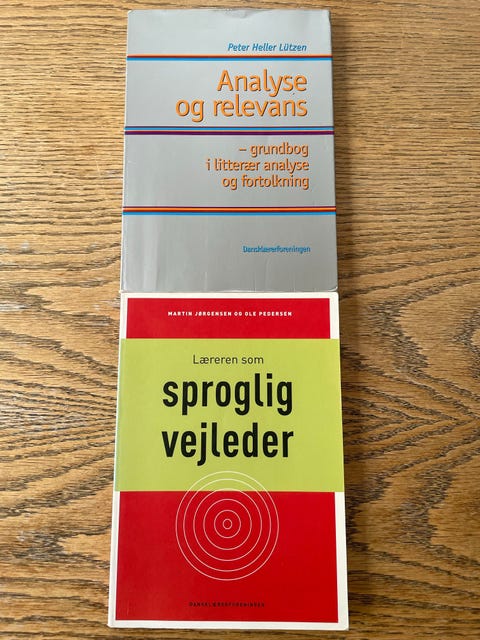 Peter Heller Lützen
Analyse
og relevans
– grundbog
i litterær analyse
og fortolkning
Dansklærerforeningen
MARTIN JØRGENSEN OG OLE PEDERSEN
Læreren som
sproglig
vejleder
DANSKLÆRERFORENINGEN